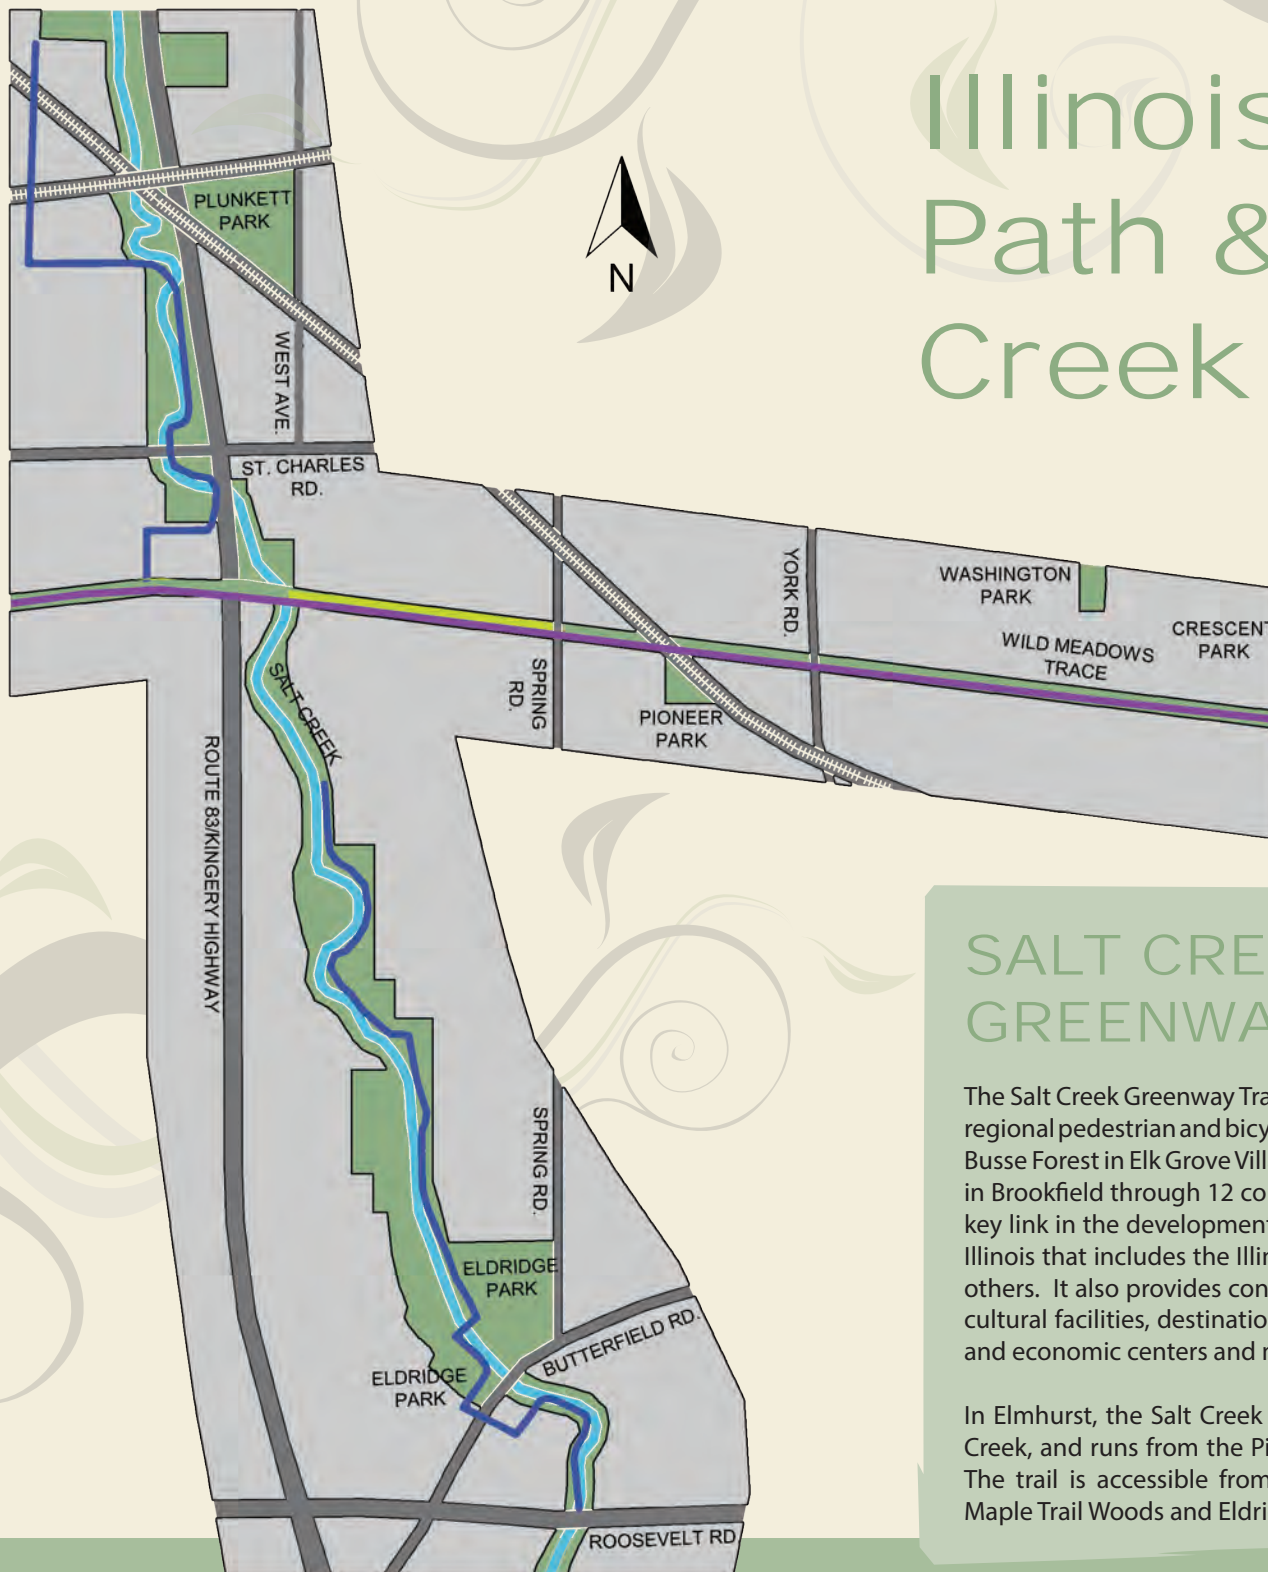 Illinois
Path &
Creek
N
PLUNKETT
PARK
WEST AVE.
ST. CHARLES
RD.
YORK RD.
WASHINGTON
PARK
WILD MEADOWS
TRACE
CRESCENT
PARK
SPRING
RD.
PIONEER
PARK
SALT CREEK
ROUTE 83/KINGERY HIGHWAY
SPRING RD.
ELDRIDGE
PARK
BUTTERFIELD RD.
ELDRIDGE
PARK
ROOSEVELT RD.
SALT CRE
GREENWA
The Salt Creek Greenway Tra
regional pedestrian and bicy
Busse Forest in Elk Grove Vill
in Brookfield through 12 co
key link in the development
Illinois that includes the Illin
others. It also provides con
cultural facilities, destinatio
and economic centers and r
In Elmhurst, the Salt Creek
Creek, and runs from the Pi
The trail is accessible from
Maple Trail Woods and Eldri